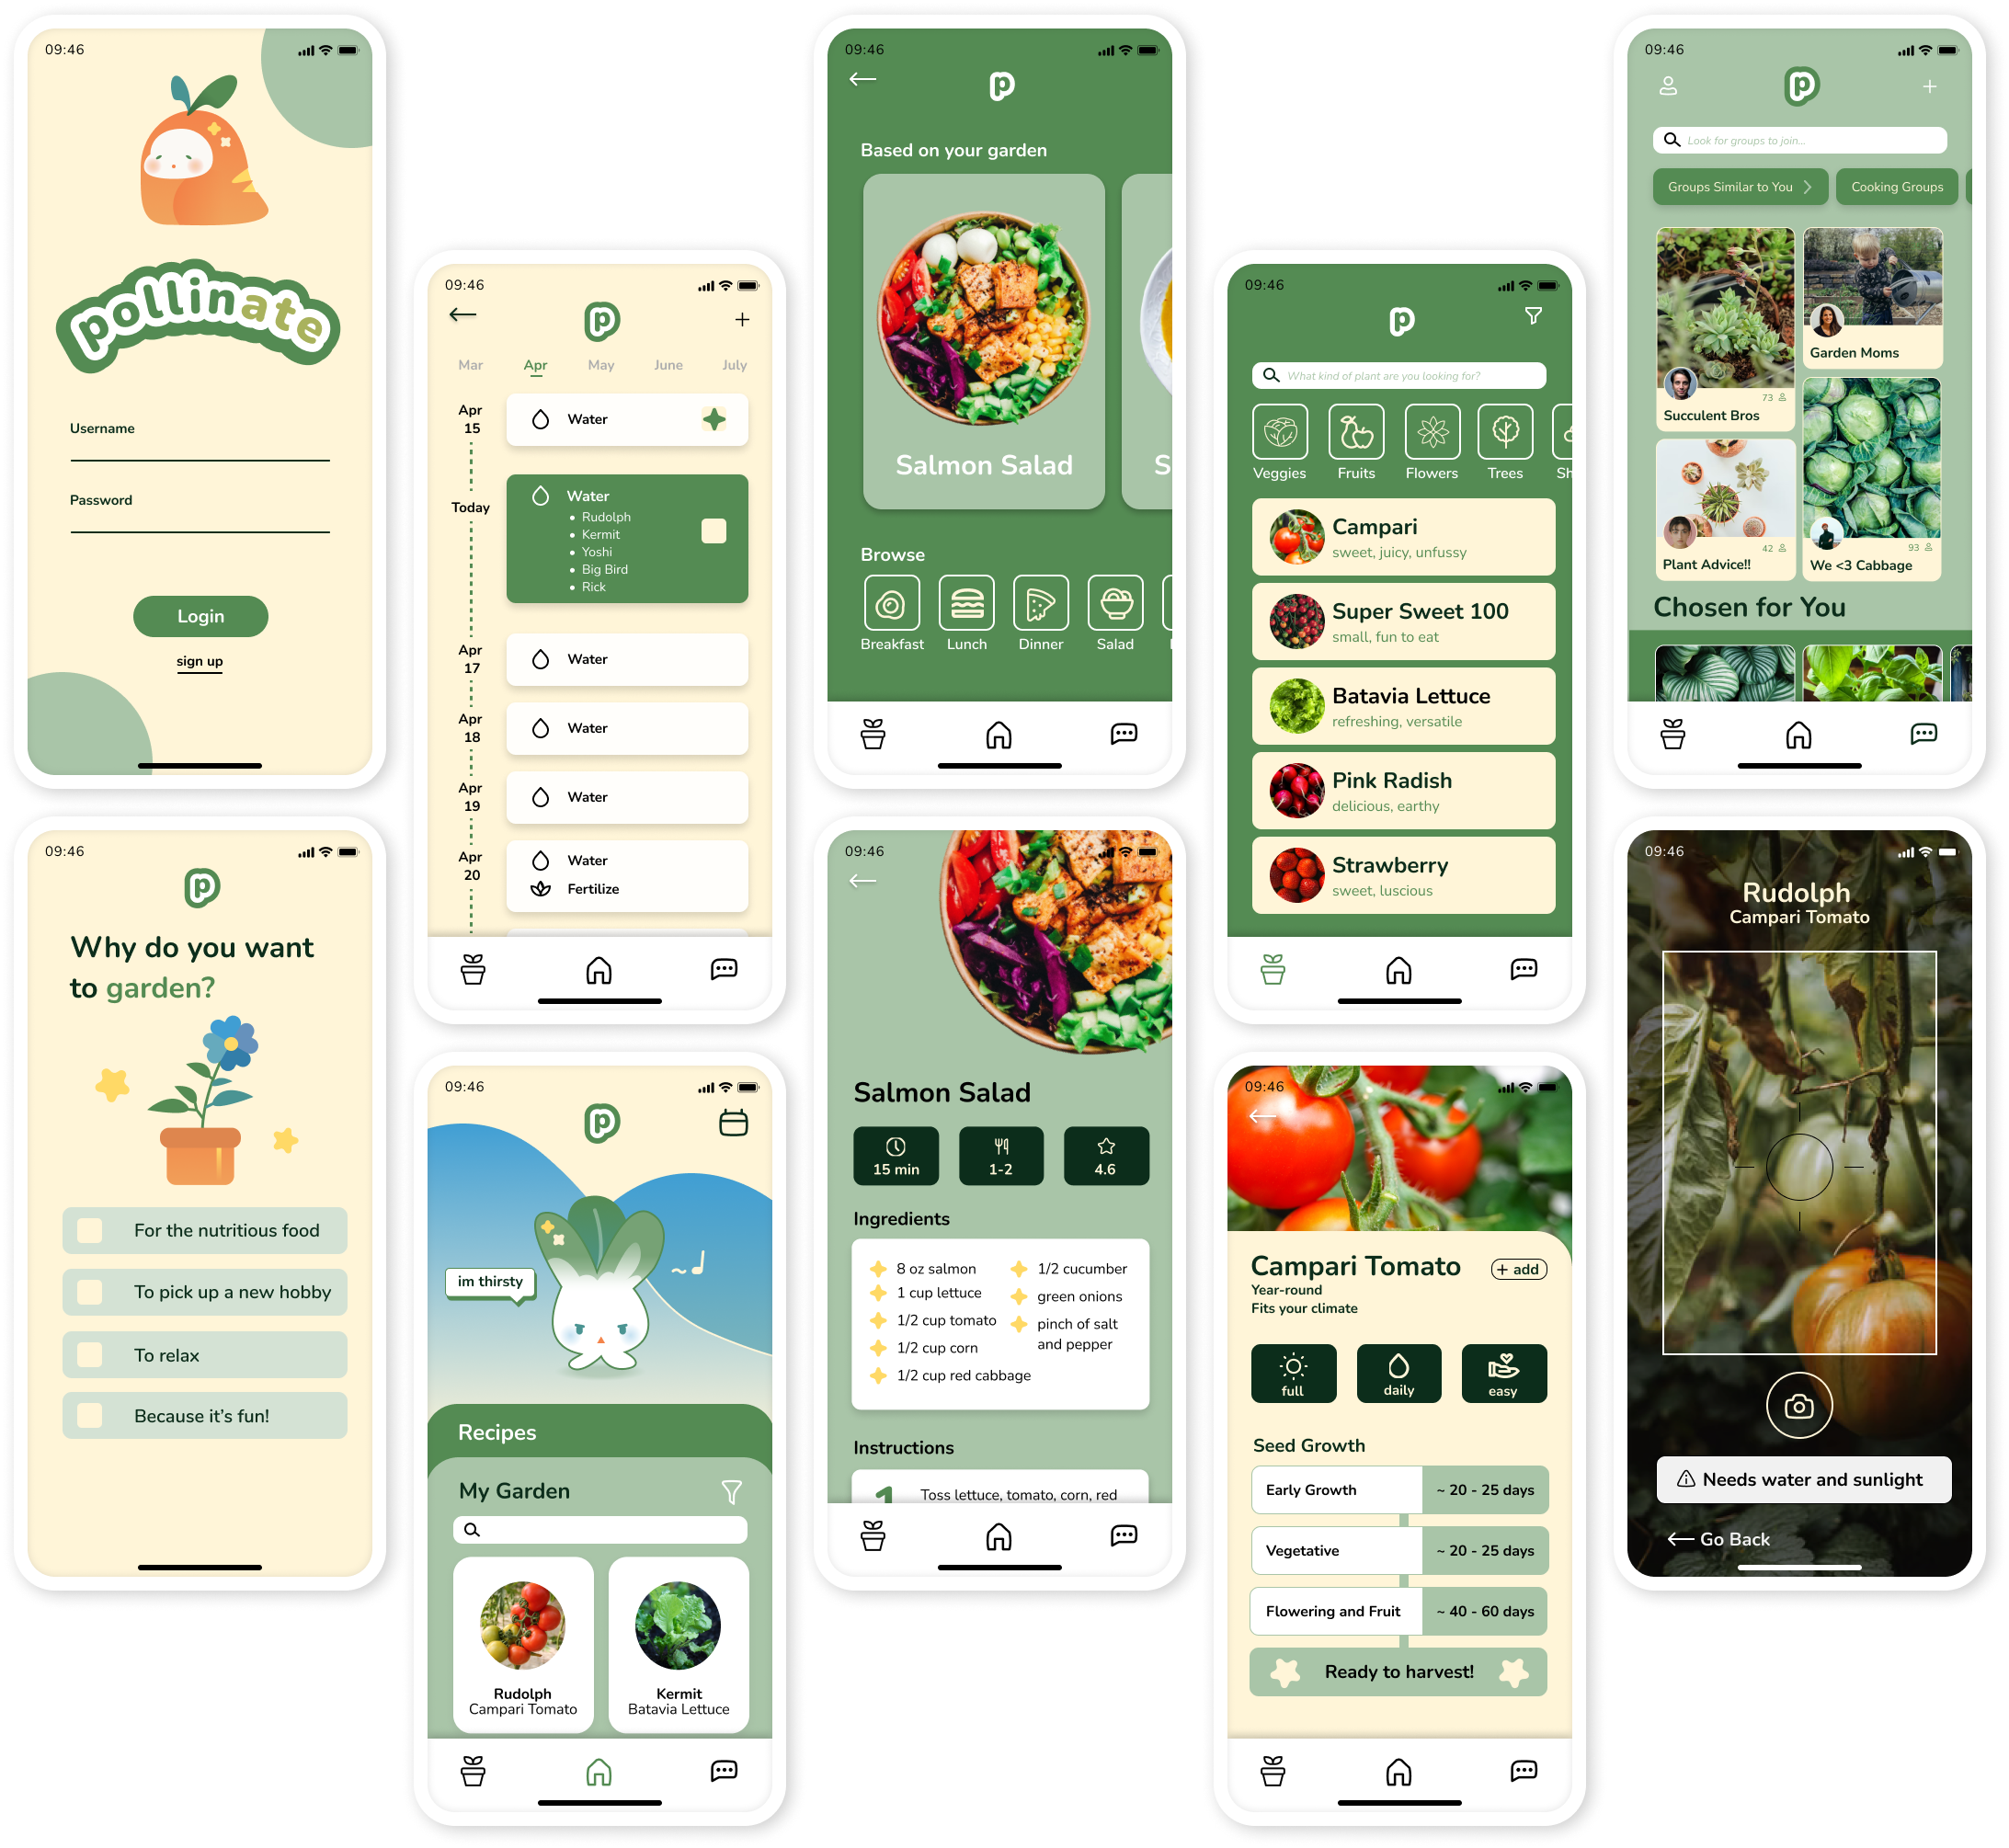 09:46
pollinate
Username
Password
Login
sign up
09:46
p
Why do you want
to garden?
For the nutritious food
To pick up a new hobby
To relax
Because it's fun!
09:46
p
Mar Apr May June July
Apr
15
Water
Today
Water
Rudolph
Kermit
Yoshi
Big Bird
Rick
Apr
17
Water
Apr
18
Water
Apr
19
Water
Apr
20
Water
Fertilize
09:46
p
im thirsty
Recipes
My Garden
Rudolph
Campari Tomato
Kermit
Batavia Lettuce
09:46
p
Based on your garden
Salmon Salad
S
Browse
Breakfast Lunch Dinner Salad
09:46
Salmon Salad
15 min
1-2
4.6
Ingredients
8 oz salmon
1 cup lettuce
1/2 cup tomato
1/2 cup corn
1/2 cup red cabbage
1/2 cucumber
green onions
pinch of salt
and pepper
Instructions
1
Toss lettuce, tomato, corn, red
09:46
p
What kind of plant are you looking for?
Veggies Fruits Flowers Trees Sh
Campari
sweet, juicy, unfussy
Super Sweet 100
small, fun to eat
Batavia Lettuce
refreshing, versatile
Pink Radish
delicious, earthy
Strawberry
sweet, luscious
09:46
Campari Tomato
+ add
Year-round
Fits your climate
full
daily
easy
Seed Growth
Early Growth ~ 20 - 25 days
Vegetative ~ 20 - 25 days
Flowering and Fruit ~ 40 - 60 days
Ready to harvest!
09:46
p
Look for groups to join...
Groups Similar to You
Cooking Groups
Garden Moms
73
Succulent Bros
42
Plant Advice!!
93
We <3 Cabbage
Chosen for You
09:46
Rudolph
Campari Tomato
Needs water and sunlight
Go Back